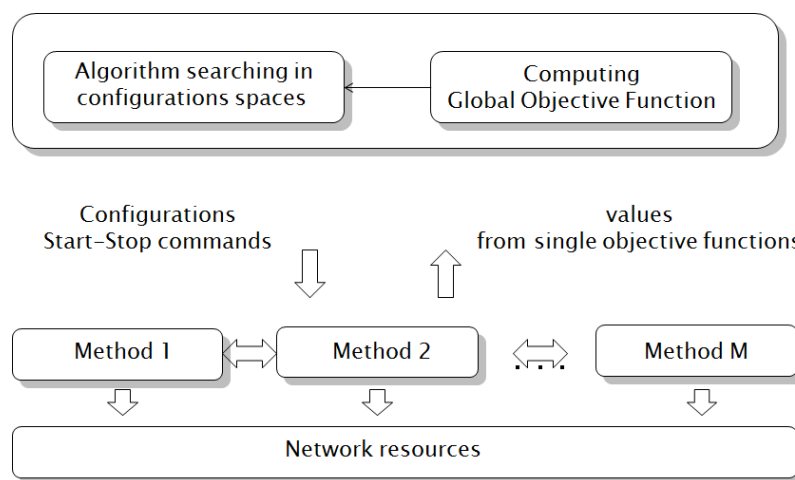 Algorithm searching in
configurations spaces
Computing
Global Objective Function
Configurations
Start-Stop commands
values
from single objective functions
Method 1
Method 2
. . .
Method M
Network resources